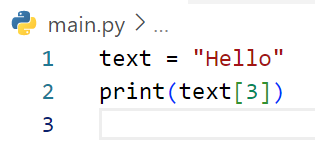 main.py > ...
1 text = "Hello"
2 print(text[3])
3